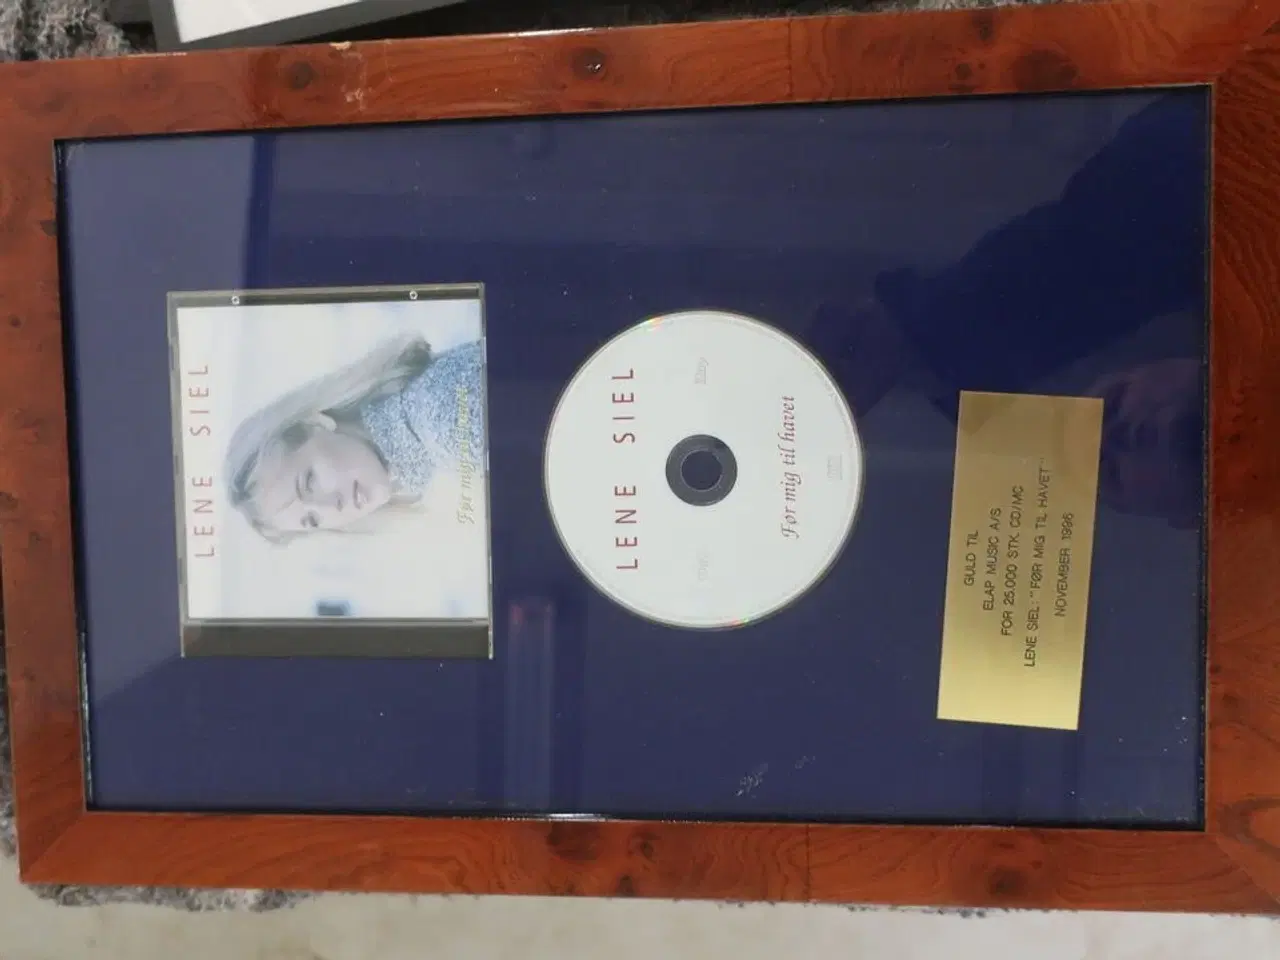 LENE SIEL
Før mig til havet
LENE SIEL
Før mig til havet
GULD TIL
ELAP MUSIC A/S
FOR 25.000 STK. CD/MC
LENE SIEL: "FØR MIG TIL HAVET"
NOVEMBER 1996